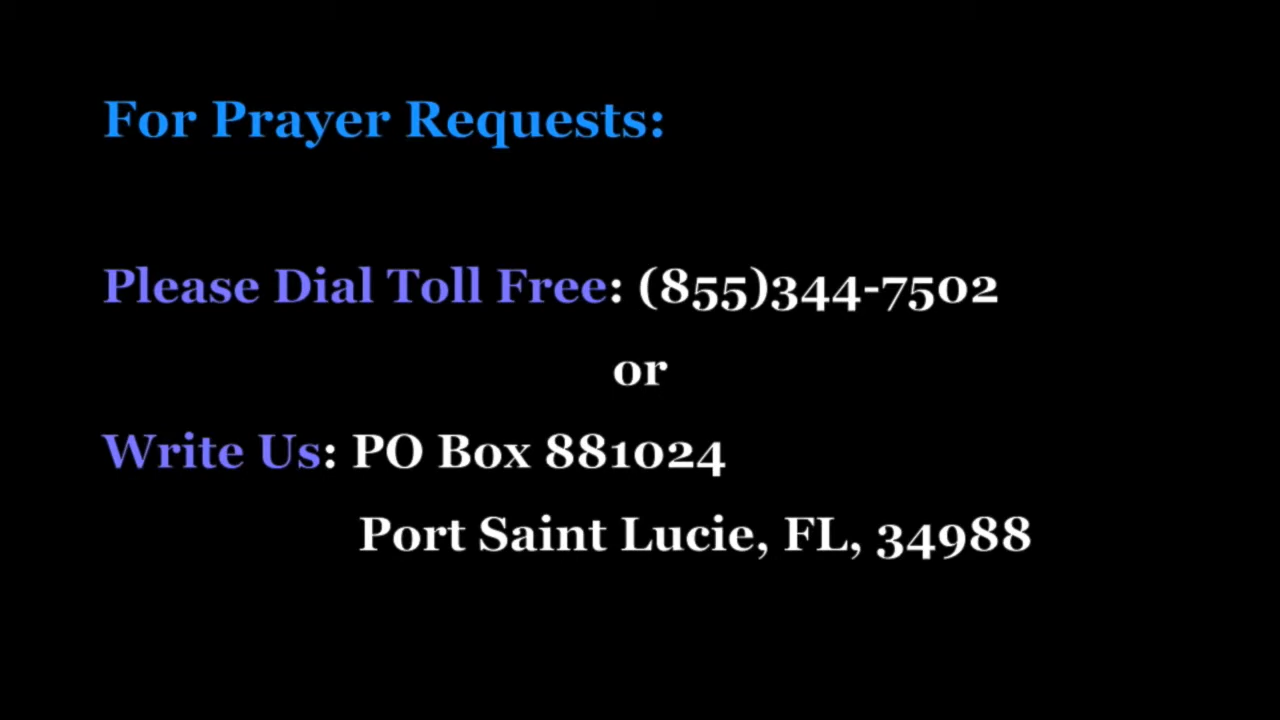 For Prayer Requests:
Please Dial Toll Free: (855)344-7502
or
Write Us: PO Box 881024
Port Saint Lucie, FL, 34988